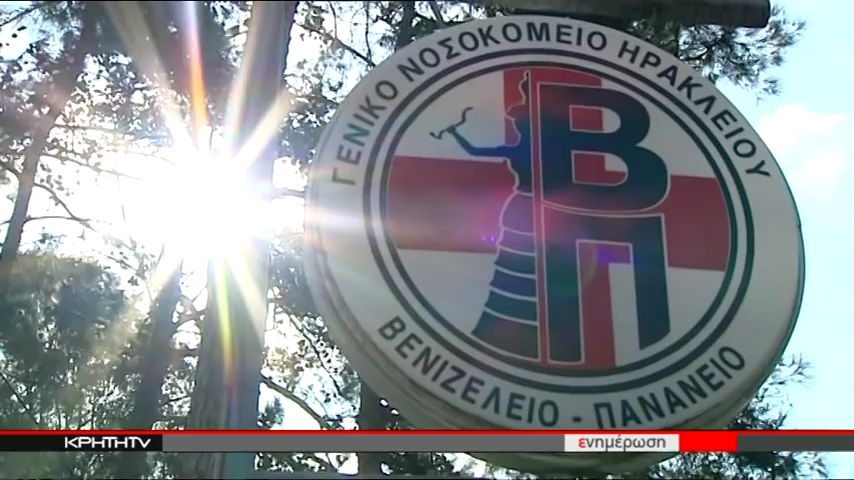 ΓΕΝΙΚΟ ΝΟΣΟΚΟΜΕΙΟ ΗΡΑΚΛΕΙΟΥ
ΒΠ
ΒΕΝΙΖΕΛΕΙΟ - ΠΑΝΑΝΕΙΟ
ΚΡΗΤΗTV
ενημέρωση